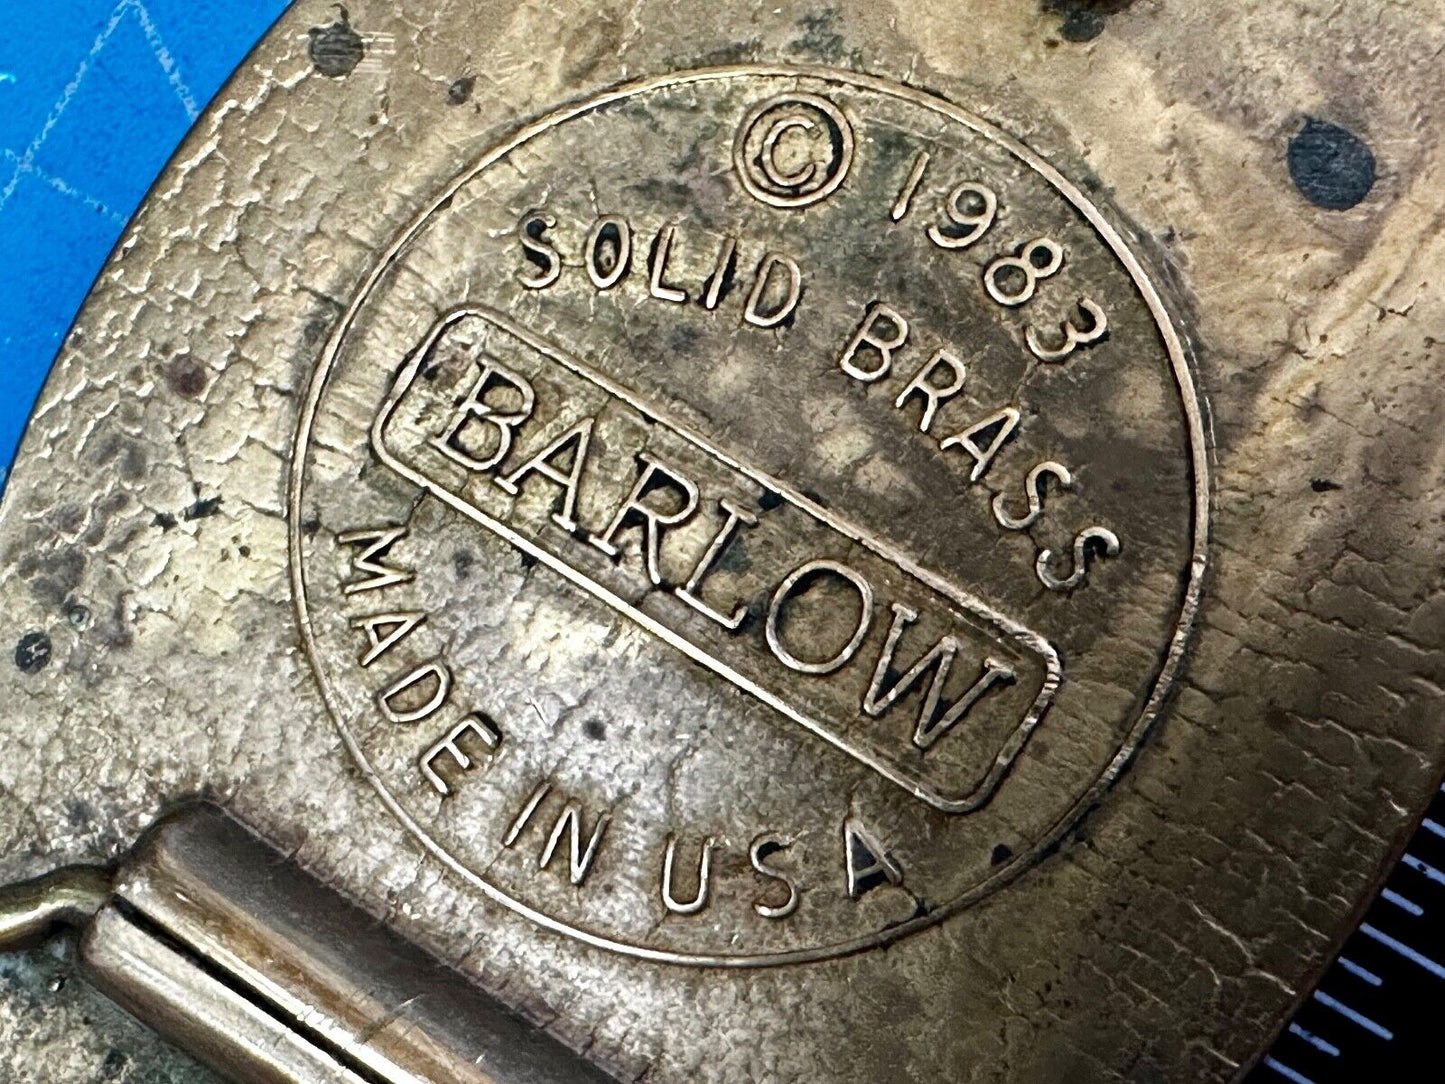 © 1983
SOLID BRASS
BARLOW
MADE IN USA